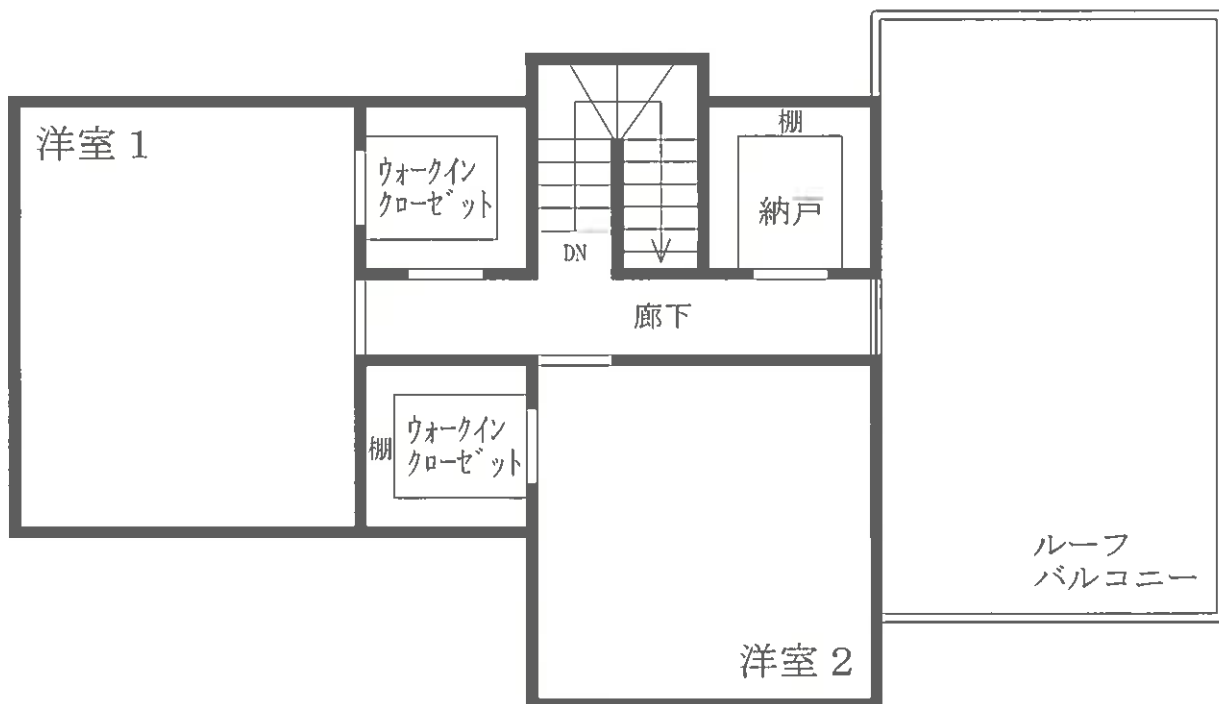 洋室 1
ウォークイン
クローゼット
棚
納戸
DN
廊下
棚
ウォークイン
クローゼット
ルーフ
バルコニー
洋室 2